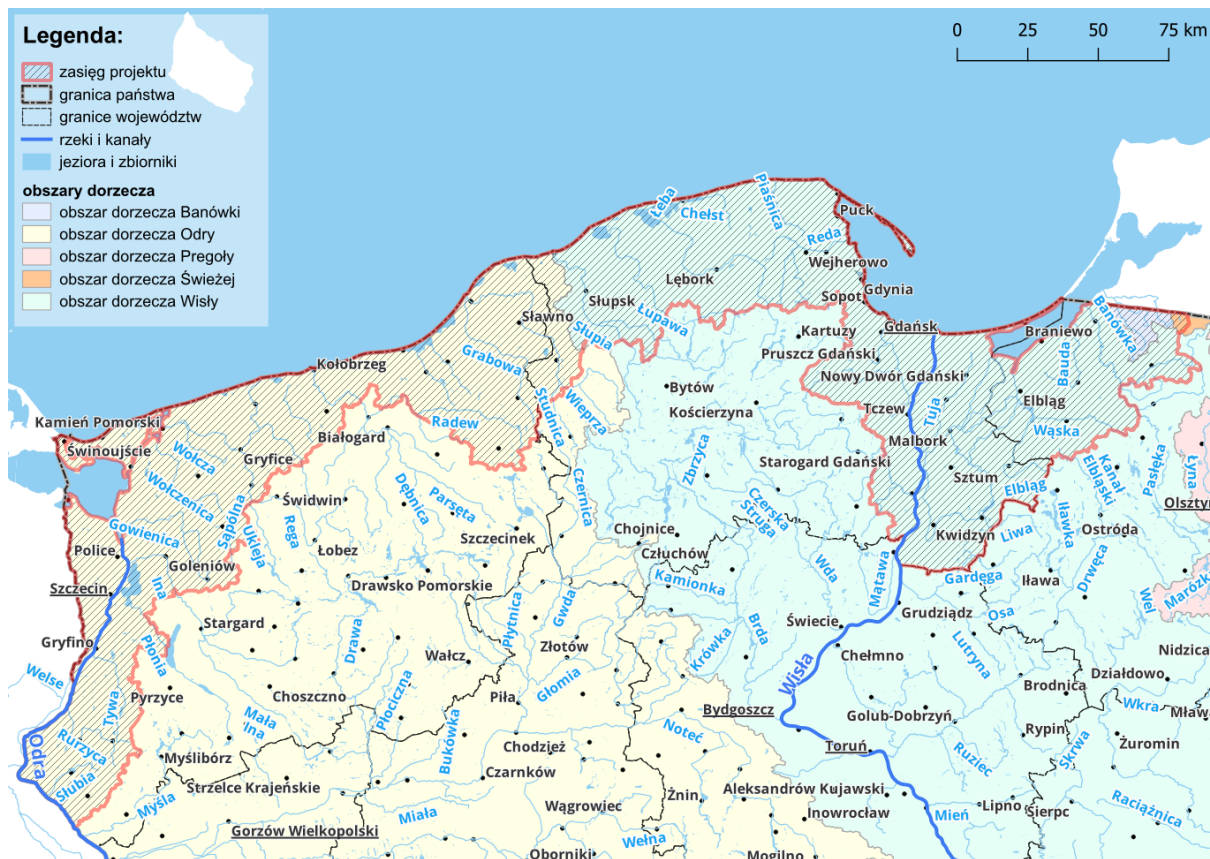 Legenda:
zasięg projektu
granica państwa
granice województw
rzeki i kanały
jeziora i zbiorniki
obszary dorzecza
obszar dorzecza Banówki
obszar dorzecza Odry
obszar dorzecza Pregoły
obszar dorzecza Świeżej
obszar dorzecza Wisły
0 25 50 75 km
Łeba
Chełst
Piaśnica
Puck
Reda
Wejherowo
Lębork
Gdynia
Sopot
Słupsk
Łupawa
Sławno
Słupia
Kartuzy
Gdańsk
Braniewo
Banówka
Kołobrzeg
Grabowa
Pruszcz Gdański
Bauda
Nowy Dwór Gdański
Bytów
Elbląg
Kościerzyna
Tczew
Tuja
Studnica
Wieprza
Kamień Pomorski
Radew
Wąska
Białogard
Malbork
Świnoujście
Wołcza
Gryfice
Zbrzyca
Starogard Gdański
Sztum
Elbląg
Kanał
Elbląski
Pasłęka
Łyna
Wołczenica
Świdwin
Dębnica
Parsęta
Czernica
Czerska
Struga
Olsztyn
Gowienica
Sąpólna
Ukleja
Rega
Chojnice
Kwidzyn
Liwa
Iławka
Ostróda
Police
Łobez
Szczecinek
Człuchów
Goleniów
Ina
Drawsko Pomorskie
Kamionka
Wda
Mątawa
Gardęga
Iława
Drwęca
Szczecin
Płytnica
Gwda
Grudziądz
Osa
Wel
Marózka
Stargard
Świecie
Gryfino
Płonia
Drawa
Wałcz
Złotów
Krówka
Brda
Chełmno
Lutryna
Nidzica
Welse
Pyrzyce
Choszczno
Płociczna
Piła
Głomia
Wisła
Brodnica
Działdowo
Tywa
Mała
Ina
Bydgoszcz
Golub-Dobrzyń
Wkra
Mława
Odra
Rurzyca
Myślibórz
Bukówka
Chodzież
Noteć
Toruń
Rypin
Skrwa
Żuromin
Słubia
Myśla
Strzelce Krajeńskie
Czarnków
Ruziec
Żnin
Aleksandrów Kujawski
Miała
Wągrowiec
Inowrocław
Mień
Lipno
Sierpc
Raciąźnica
Gorzów Wielkopolski
Wełna
Oborniki
Mogilno